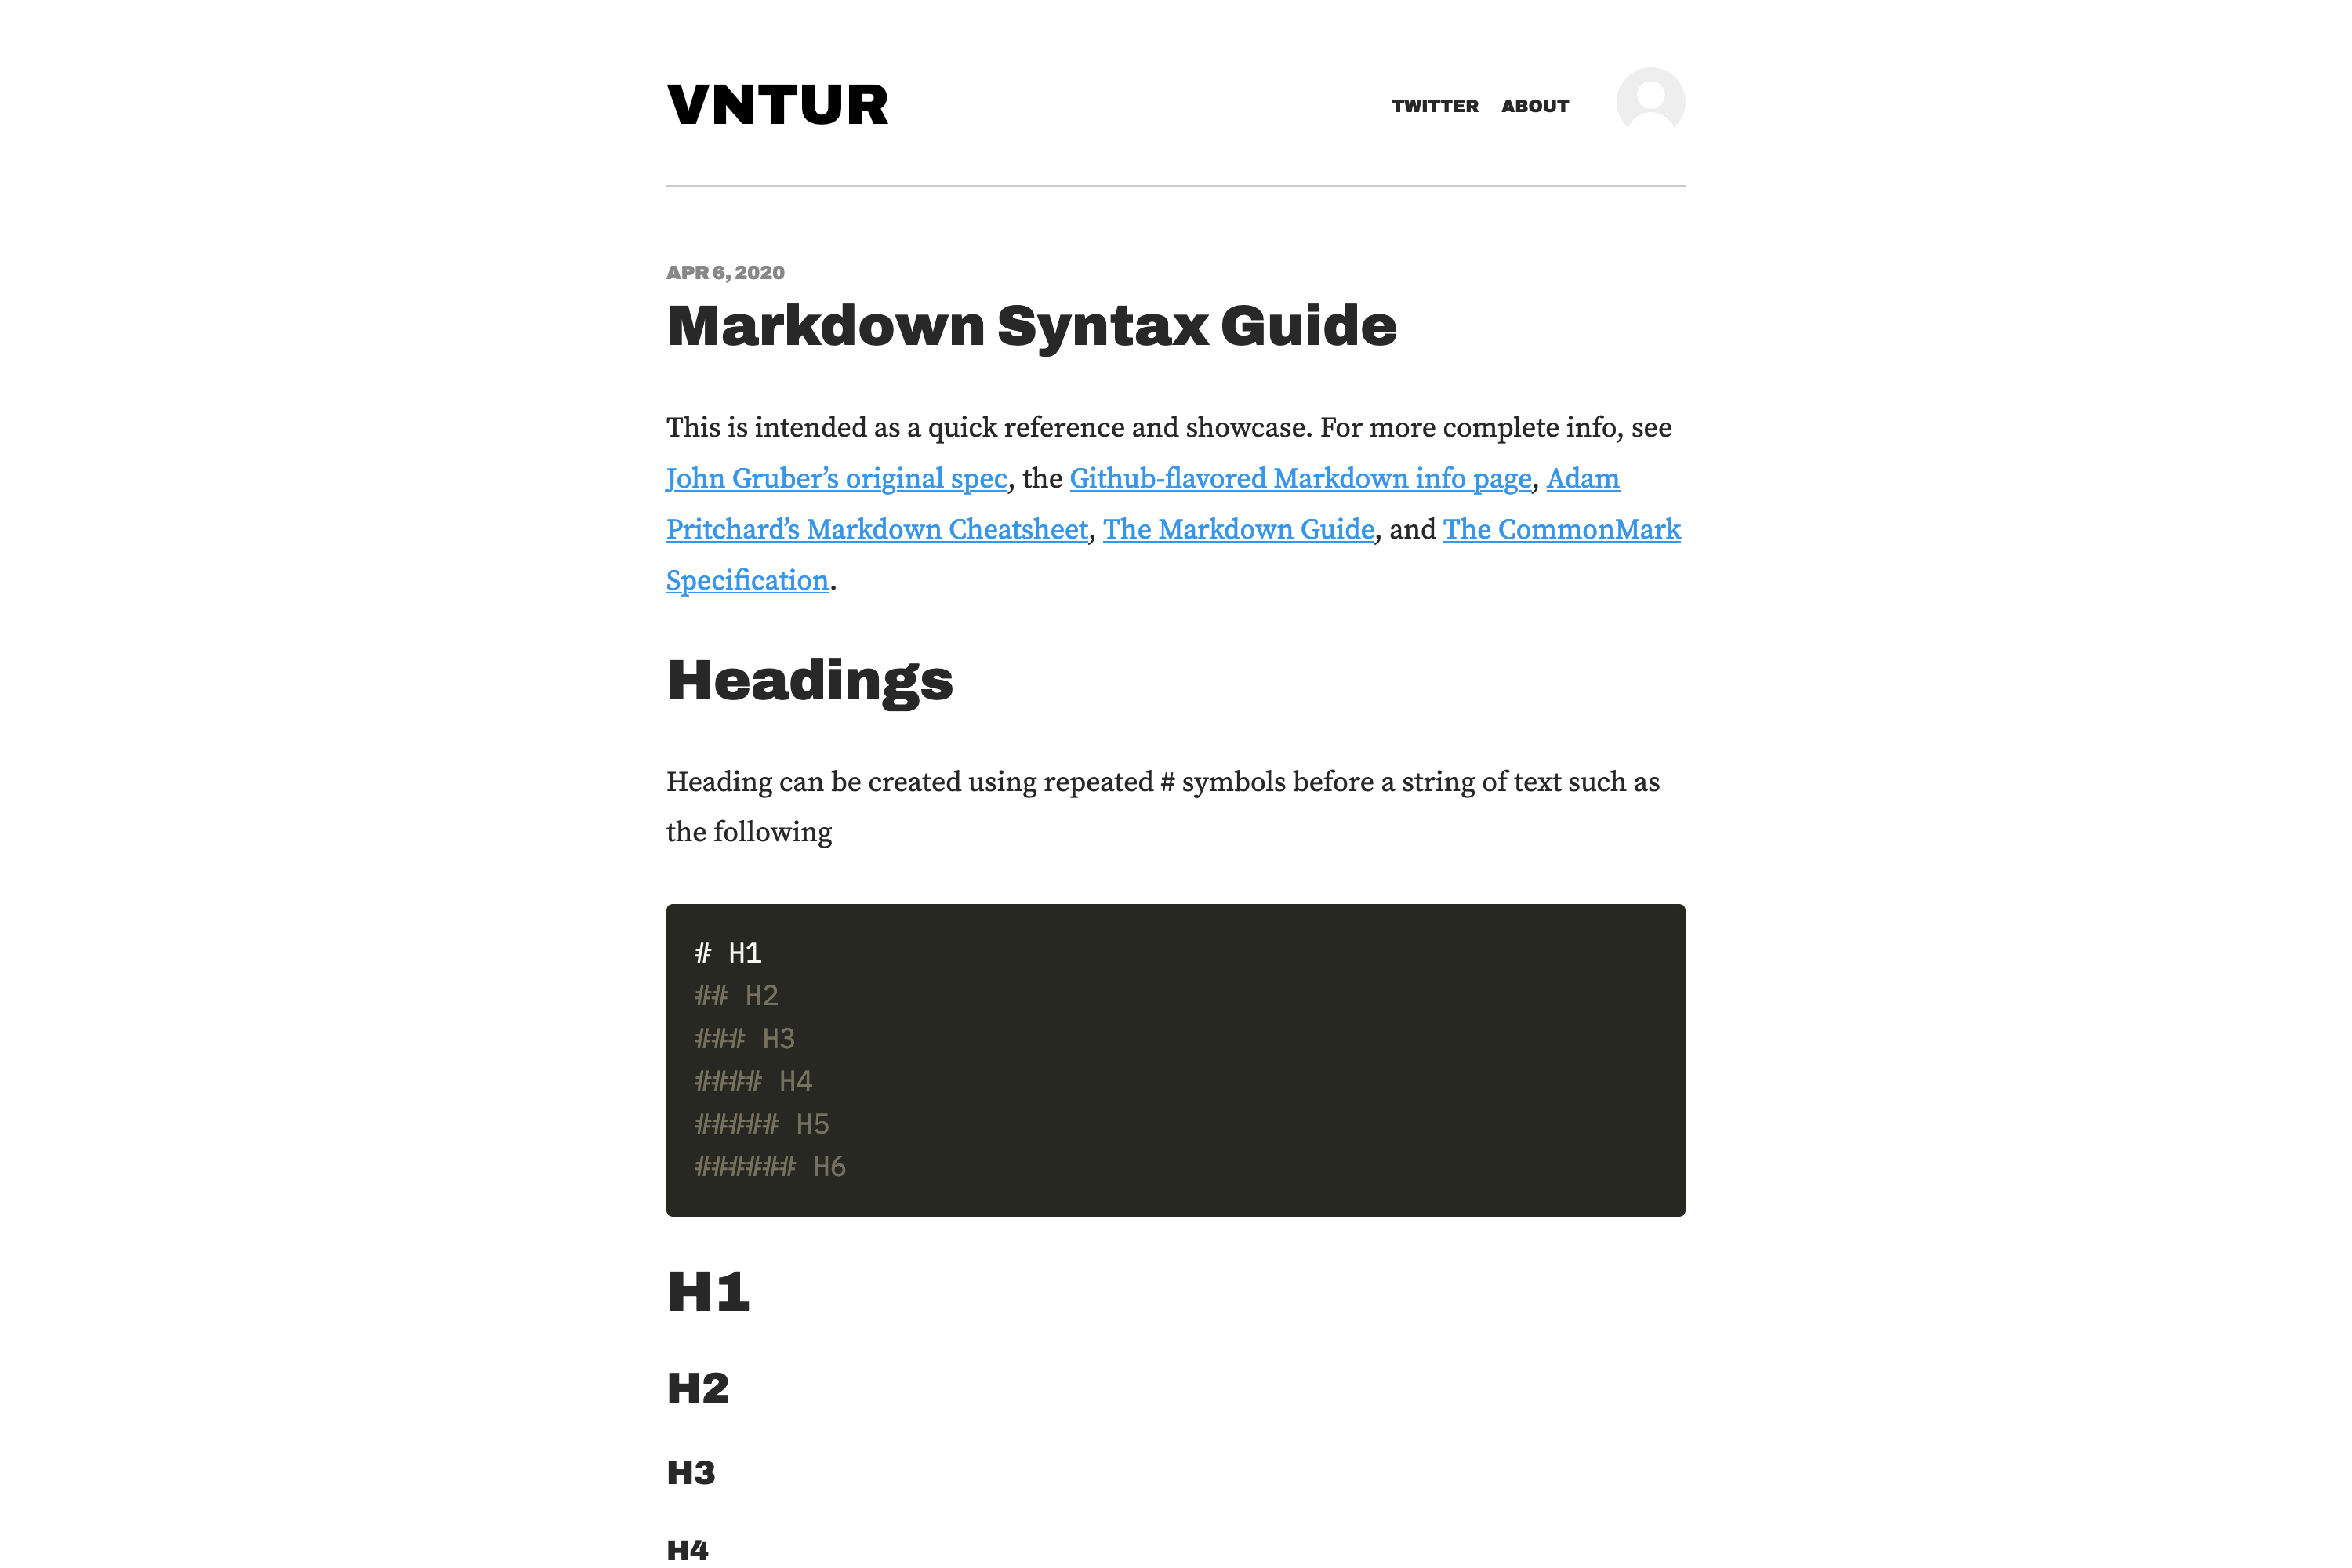 VNTUR
TWITTER ABOUT
APR 6, 2020
Markdown Syntax Guide
This is intended as a quick reference and showcase. For more complete info, see
John Gruber’s original spec, the Github-flavored Markdown info page, Adam
Pritchard’s Markdown Cheatsheet, The Markdown Guide, and The CommonMark
Specification.
Headings
Heading can be created using repeated # symbols before a string of text such as
the following
# H1
## H2
### H3
#### H4
##### H5
###### H6
H1
H2
H3
H4